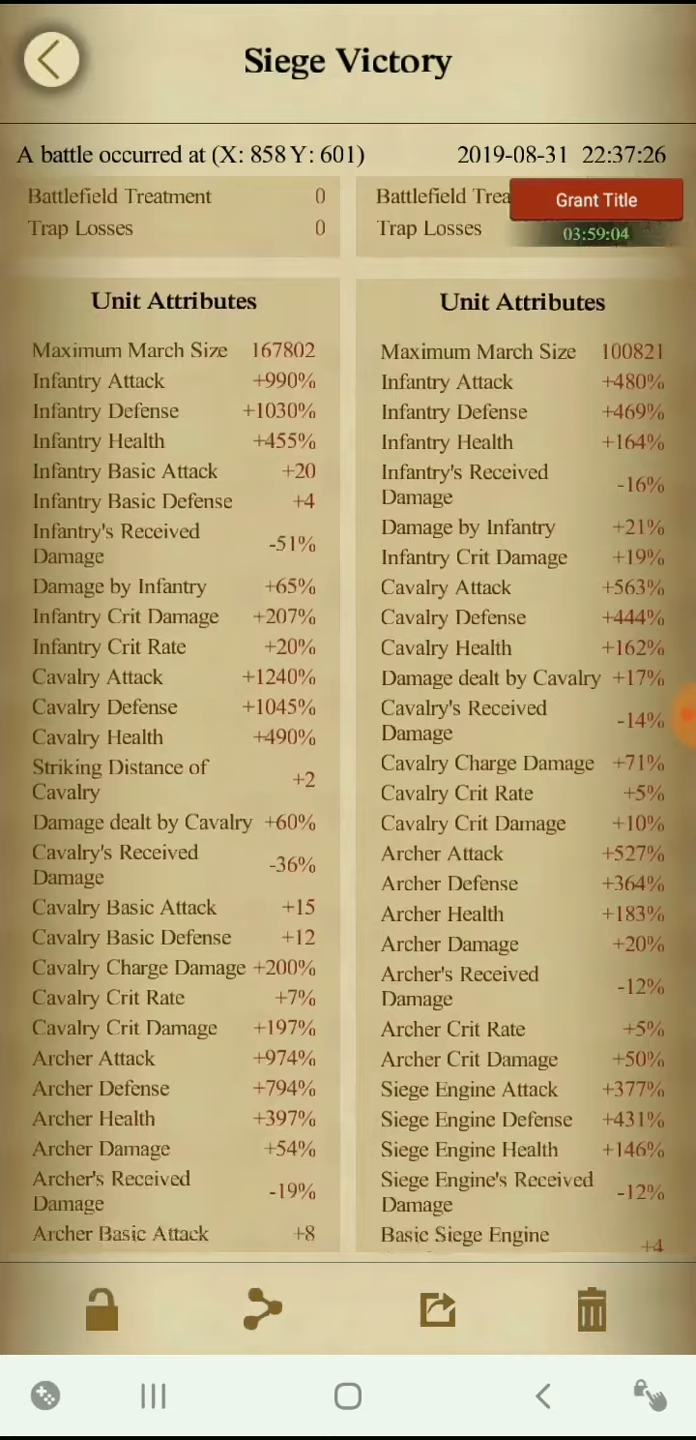 Siege Victory
A battle occurred at (X: 858 Y: 601) 2019-08-31 22:37:26
Battlefield Treatment 0
Trap Losses 0
Unit Attributes
Maximum March Size 167802
Infantry Attack +990%
Infantry Defense +1030%
Infantry Health +455%
Infantry Basic Attack +20
Infantry Basic Defense +4
Infantry's Received
Damage -51%
Damage by Infantry +65%
Infantry Crit Damage +207%
Infantry Crit Rate +20%
Cavalry Attack +1240%
Cavalry Defense +1045%
Cavalry Health +490%
Striking Distance of
Cavalry +2
Damage dealt by Cavalry +60%
Cavalry's Received
Damage -36%
Cavalry Basic Attack +15
Cavalry Basic Defense +12
Cavalry Charge Damage +200%
Cavalry Crit Rate +7%
Cavalry Crit Damage +197%
Archer Attack +974%
Archer Defense +794%
Archer Health +397%
Archer Damage +54%
Archer's Received
Damage -19%
Archer Basic Attack +8
Battlefield Trea
Grant Title
Trap Losses
03:59:04
Unit Attributes
Maximum March Size 100821
Infantry Attack +480%
Infantry Defense +469%
Infantry Health +164%
Infantry's Received
Damage -16%
Damage by Infantry +21%
Infantry Crit Damage +19%
Cavalry Attack +563%
Cavalry Defense +444%
Cavalry Health +162%
Damage dealt by Cavalry +17%
Cavalry's Received
Damage -14%
Cavalry Charge Damage +71%
Cavalry Crit Rate +5%
Cavalry Crit Damage +10%
Archer Attack +527%
Archer Defense +364%
Archer Health +183%
Archer Damage +20%
Archer's Received
Damage -12%
Archer Crit Rate +5%
Archer Crit Damage +50%
Siege Engine Attack +377%
Siege Engine Defense +431%
Siege Engine Health +146%
Siege Engine's Received
Damage -12%
Basic Siege Engine
+4